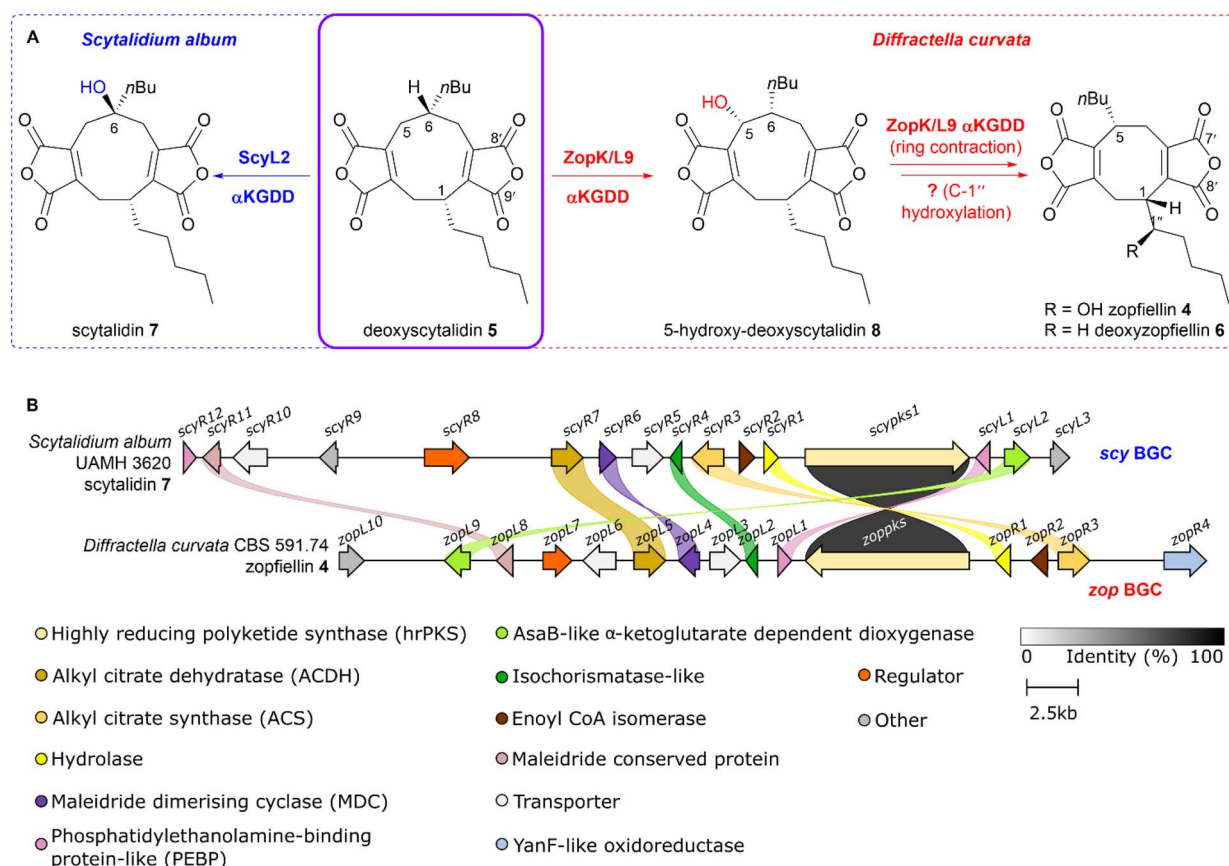 A
Scytalidium album
Diffractella curvata
HO
nBu
6
O
O
O
O
O
O
scytalidin 7
ScyL2
αKGDD
H
nBu
5
6
8'
1
9'
O
O
O
O
O
O
deoxyscytalidin 5
ZopK/L9
αKGDD
HO
nBu
5
6
O
O
O
O
O
O
5-hydroxy-deoxyscytalidin 8
ZopK/L9 αKGDD
(ring contraction)
? (C-1'' 
hydroxylation)
nBu
5
7'
8'
1
H
1''
R
O
O
O
O
O
O
R = OH zopfiellin 4
R = H deoxyzopfiellin 6
B
scyR12 scyR11 scyR10 scyR9 scyR8 scyR7 scyR6 scyR5 scyR4 scyR3 scyR2 scyR1 scypks1 scyL1 scyL2 scyL3
Scytalidium album
UAMH 3620
scytalidin 7
scy BGC
zopL10 zopL9 zopL8 zopL7 zopL6 zopL5 zopL4 zopL3 zopL2 zopL1 zoppks zopR1 zopR2 zopR3 zopR4
Diffractella curvata CBS 591.74
zopfiellin 4
zop BGC
Highly reducing polyketide synthase (hrPKS)
Alkyl citrate dehydratase (ACDH)
Alkyl citrate synthase (ACS)
Hydrolase
Maleidride dimerising cyclase (MDC)
Phosphatidylethanolamine-binding
protein-like (PEBP)
AsaB-like α-ketoglutarate dependent dioxygenase
Isochorismatase-like
Enoyl CoA isomerase
Maleidride conserved protein
Transporter
YanF-like oxidoreductase
Regulator
Other
0 Identity (%) 100
2.5kb